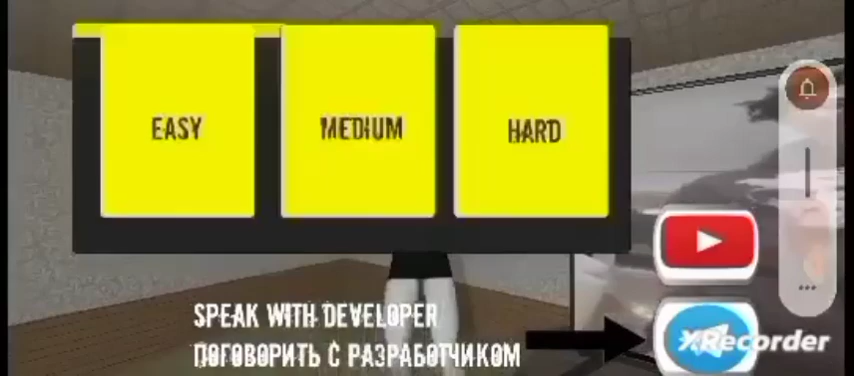 EASY
MEDIUM
HARD
SPEAK WITH DEVELOPER
ПОГОВОРИТЬ С РАЗРАБОТЧИКОМ
XRecorder